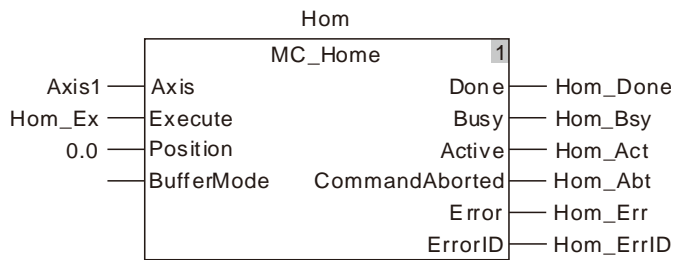 Hom
MC_Home 1
Axis1 Axis Done Hom_Done
Hom_Ex Execute Busy Hom_Bsy
0.0 Position Active Hom_Act
BufferMode CommandAborted Hom_Abt
Error Hom_Err
ErrorID Hom_ErrID